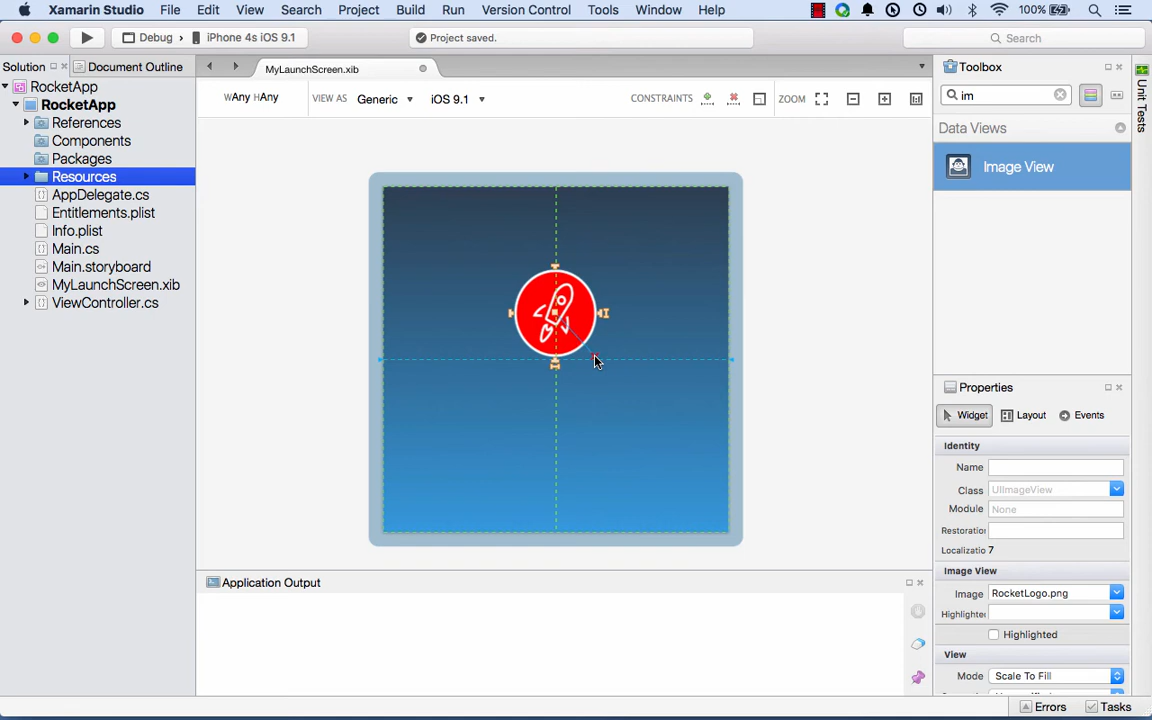 Xamarin Studio File Edit View Search Project Build Run Version Control Tools Window Help 100%
Debug iPhone 4s iOS 9.1 Project saved. Search
Solution Document Outline MyLaunchScreen.xib Toolbox
RocketApp
RocketApp
References
Components
Packages
Resources
AppDelegate.cs
Entitlements.plist
Info.plist
Main.cs
Main.storyboard
MyLaunchScreen.xib
ViewController.cs
WAny HAny VIEW AS Generic iOS 9.1 CONSTRAINTS ZOOM
im
Data Views
Image View
Unit Tests
Properties
Widget Layout Events
Identity
Name
Class UIImageView
Module None
Restoratio
Localizatio 7
Image View
Image RocketLogo.png
Highlighte
Highlighted
View
Mode Scale To Fill
Application Output
Errors Tasks